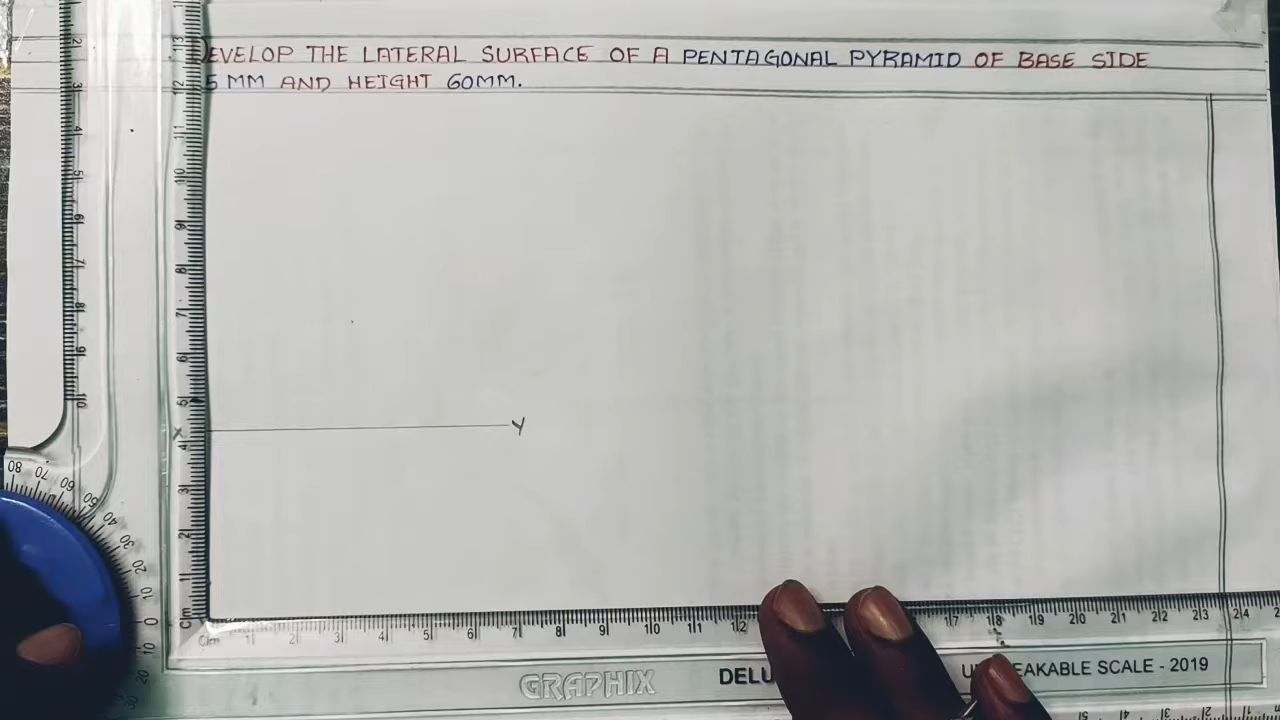 EVELOP THE LATERAL SURFACE OF A PENTAGONAL PYRAMID OF BASE SIDE
5 MM AND HEIGHT 60MM.
X Y
GRAPHIX DELU EAKABLE SCALE - 2019